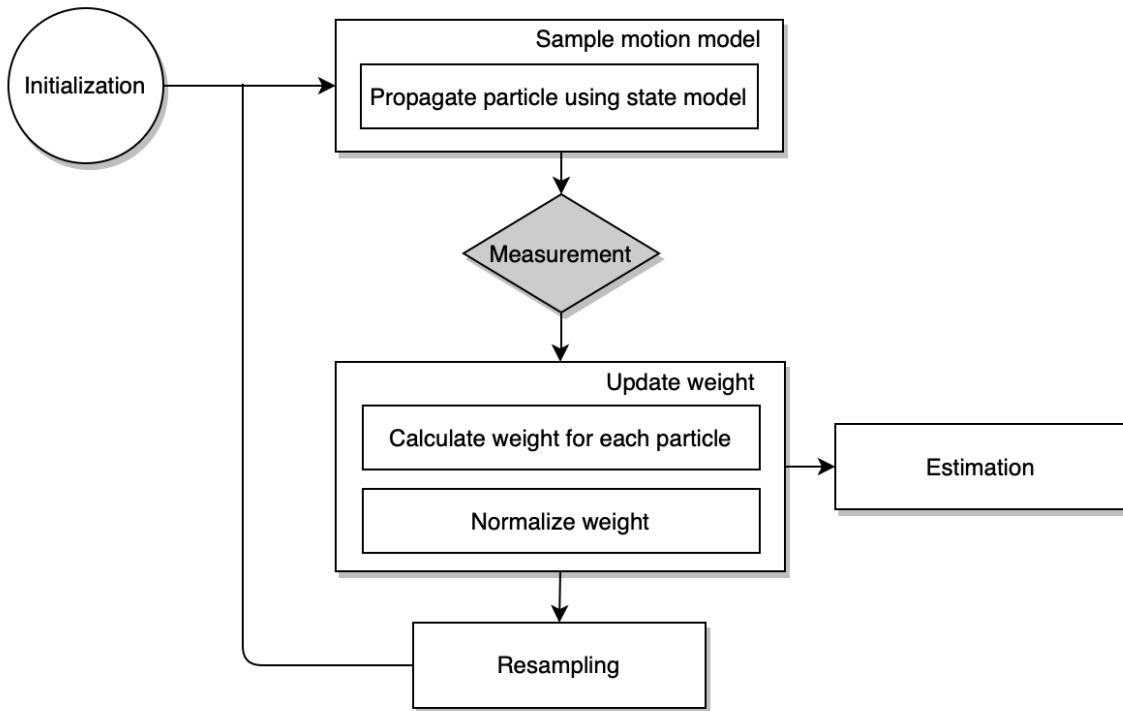 Initialization
Sample motion model
Propagate particle using state model
Measurement
Update weight
Calculate weight for each particle
Normalize weight
Estimation
Resampling